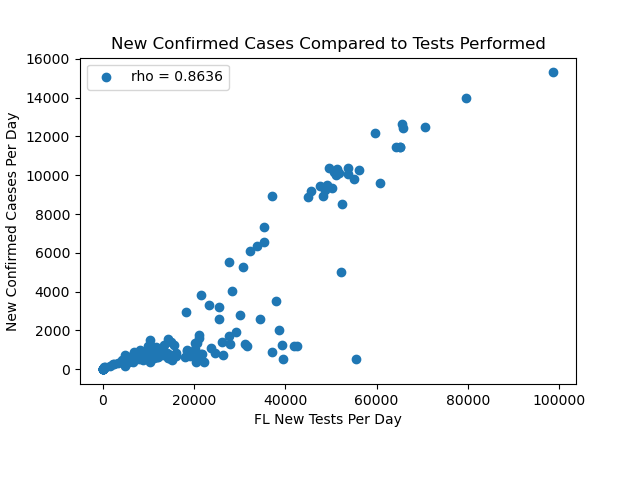 New Confirmed Cases Compared to Tests Performed
rho = 0.8636
New Confirmed Caeses Per Day
16000
14000
12000
10000
8000
6000
4000
2000
0
0 20000 40000 60000 80000 100000
FL New Tests Per Day